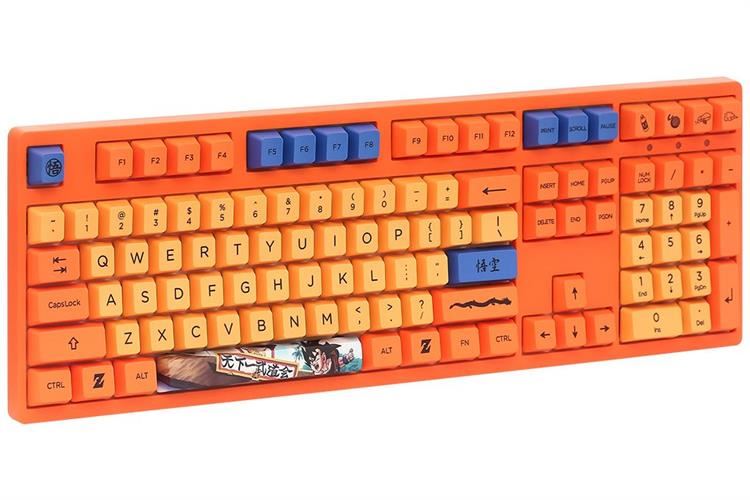 悟 F1 F2 F3 F4 F5 F6 F7 F8 F9 F10 F11 F12 PRINT SCROLL PAUSE
~ ` ! 1 @ 2 # 3 $ 4 % 5 ^ 6 & 7 * 8 ( 9 ) 0 _ - + = ← INSERT HOME PGUP NUM LOCK / * -
Q W E R T Y U I O P { [ } ] | \ DELETE END PGDN 7 Home 8 ↑ 9 PgUp +
CapsLock A S D F G H J K L : ; " ' 悟空 4 ← 5 6 →
⇧ Z X C V B N M < , > . ? / ↑ 1 End 2 ↓ 3 PgDn
CTRL Z ALT 天下一武道会 ALT Z FN CTRL ← ↓ → 0 Ins . Del